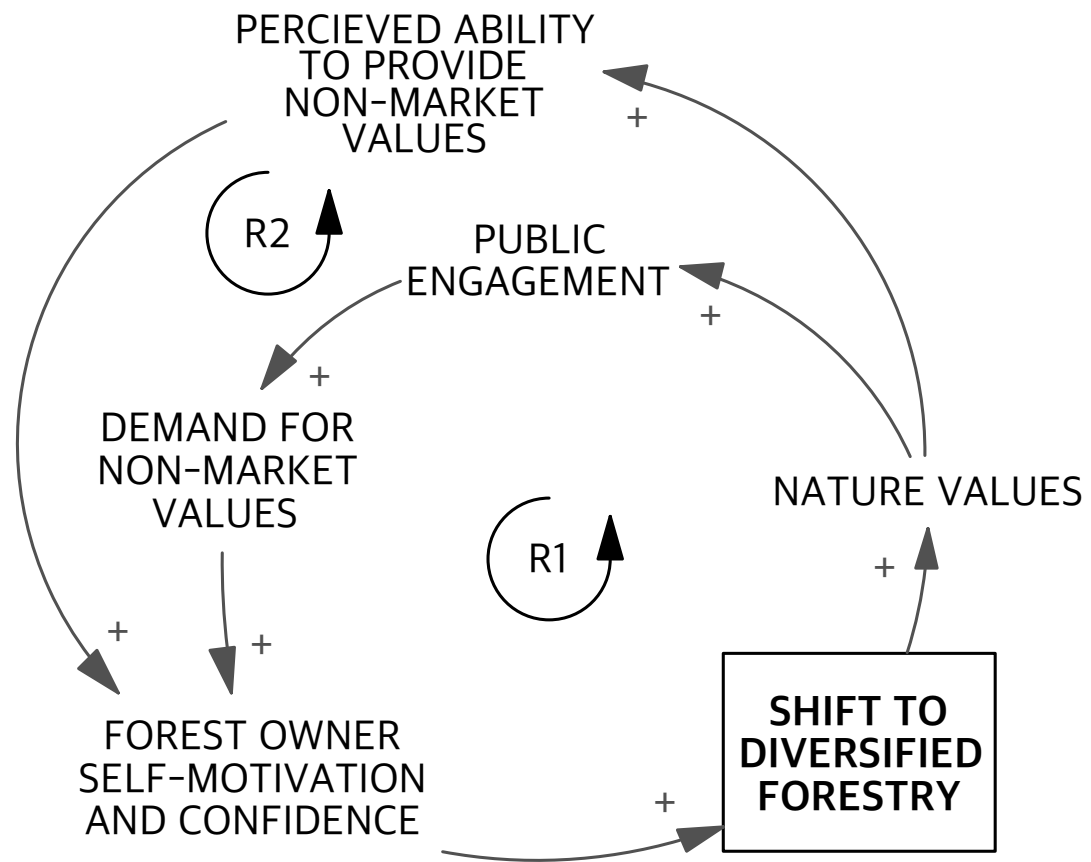 PERCIEVED ABILITY
TO PROVIDE
NON-MARKET
VALUES
+
R2
PUBLIC
ENGAGEMENT
+
+
DEMAND FOR
NON-MARKET
VALUES
NATURE VALUES
R1
+
+
+
FOREST OWNER
SELF-MOTIVATION
AND CONFIDENCE
+
SHIFT TO
DIVERSIFIED
FORESTRY